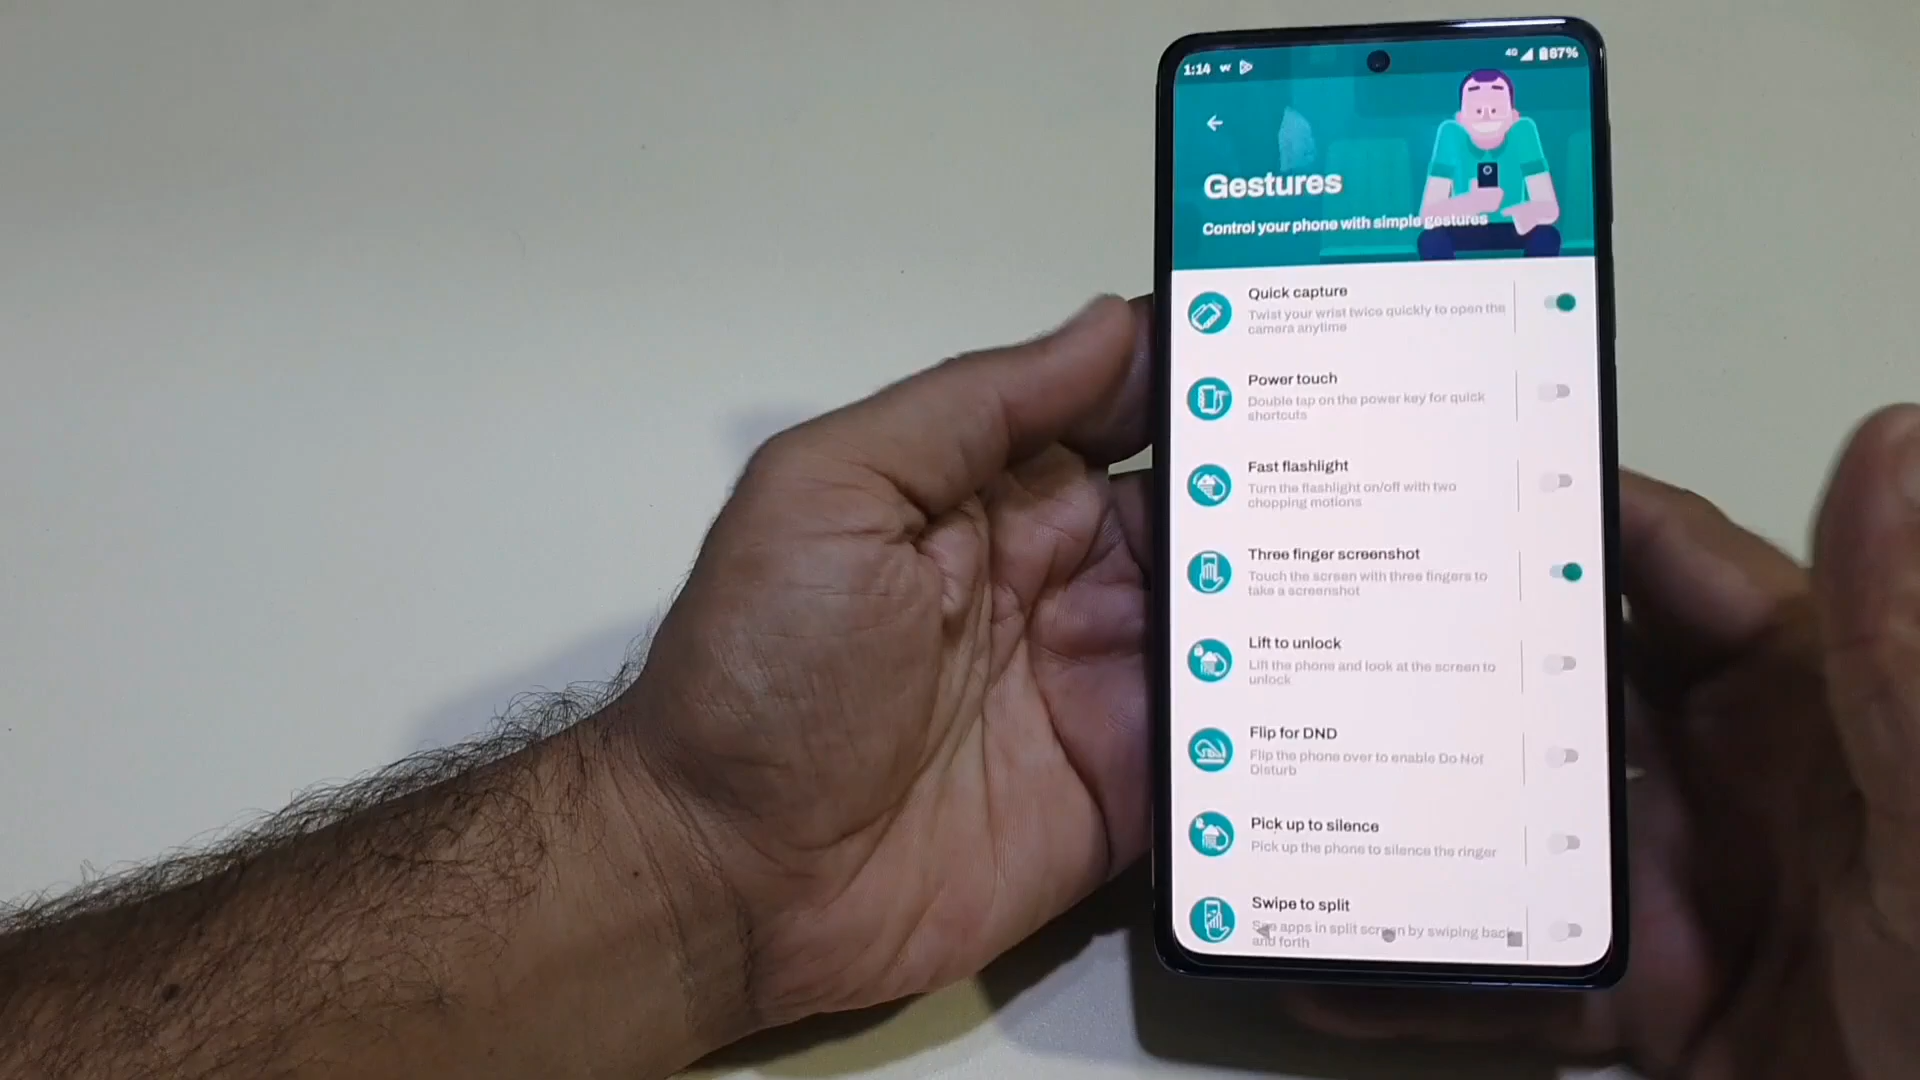 1:14
4G 87%
Gestures
Control your phone with simple gestures
Quick capture
Twist your wrist twice quickly to open the
camera anytime
Power touch
Double tap on the power key for quick
shortcuts
Fast flashlight
Turn the flashlight on/off with two
chopping motions
Three finger screenshot
Touch the screen with three fingers to
take a screenshot
Lift to unlock
Lift the phone and look at the screen to
unlock
Flip for DND
Flip the phone over to enable Do Not
Disturb
Pick up to silence
Pick up the phone to silence the ringer
Swipe to split
See apps in split screen by swiping back
and forth